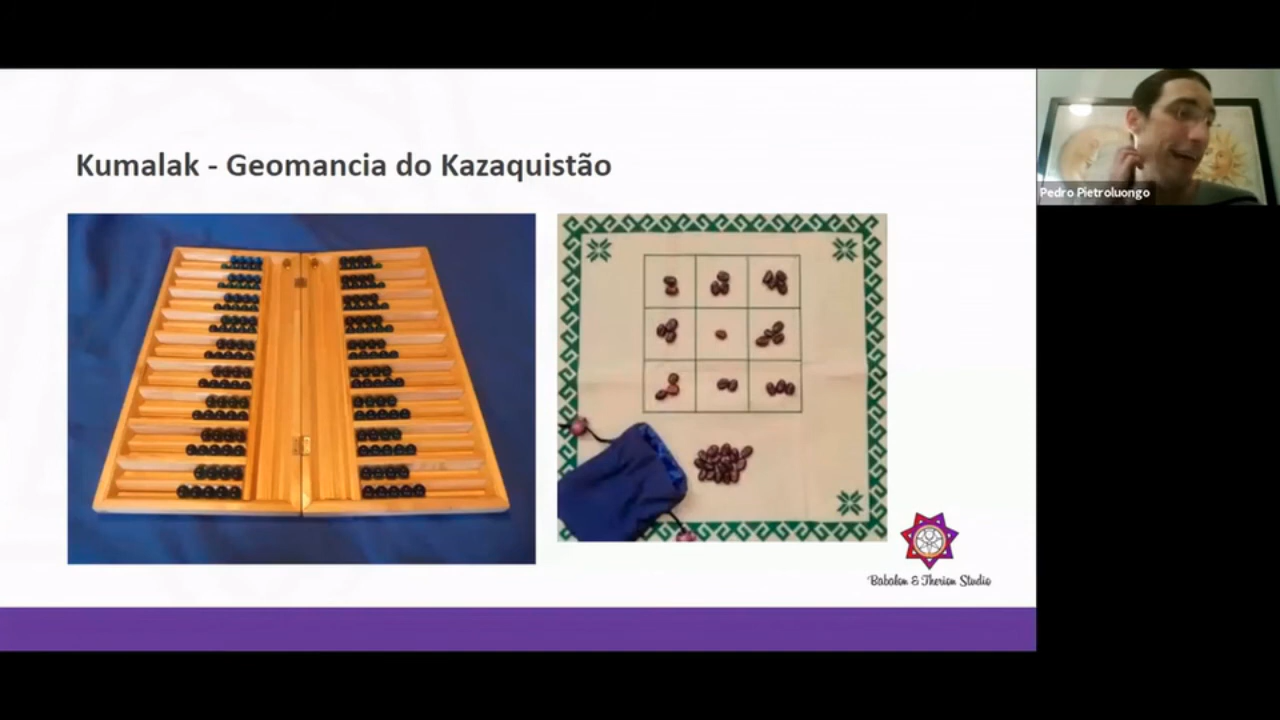 Kumalak - Geomancia do Kazaquistão
Pedro Pietroluongo
Babalon & Therion Studio